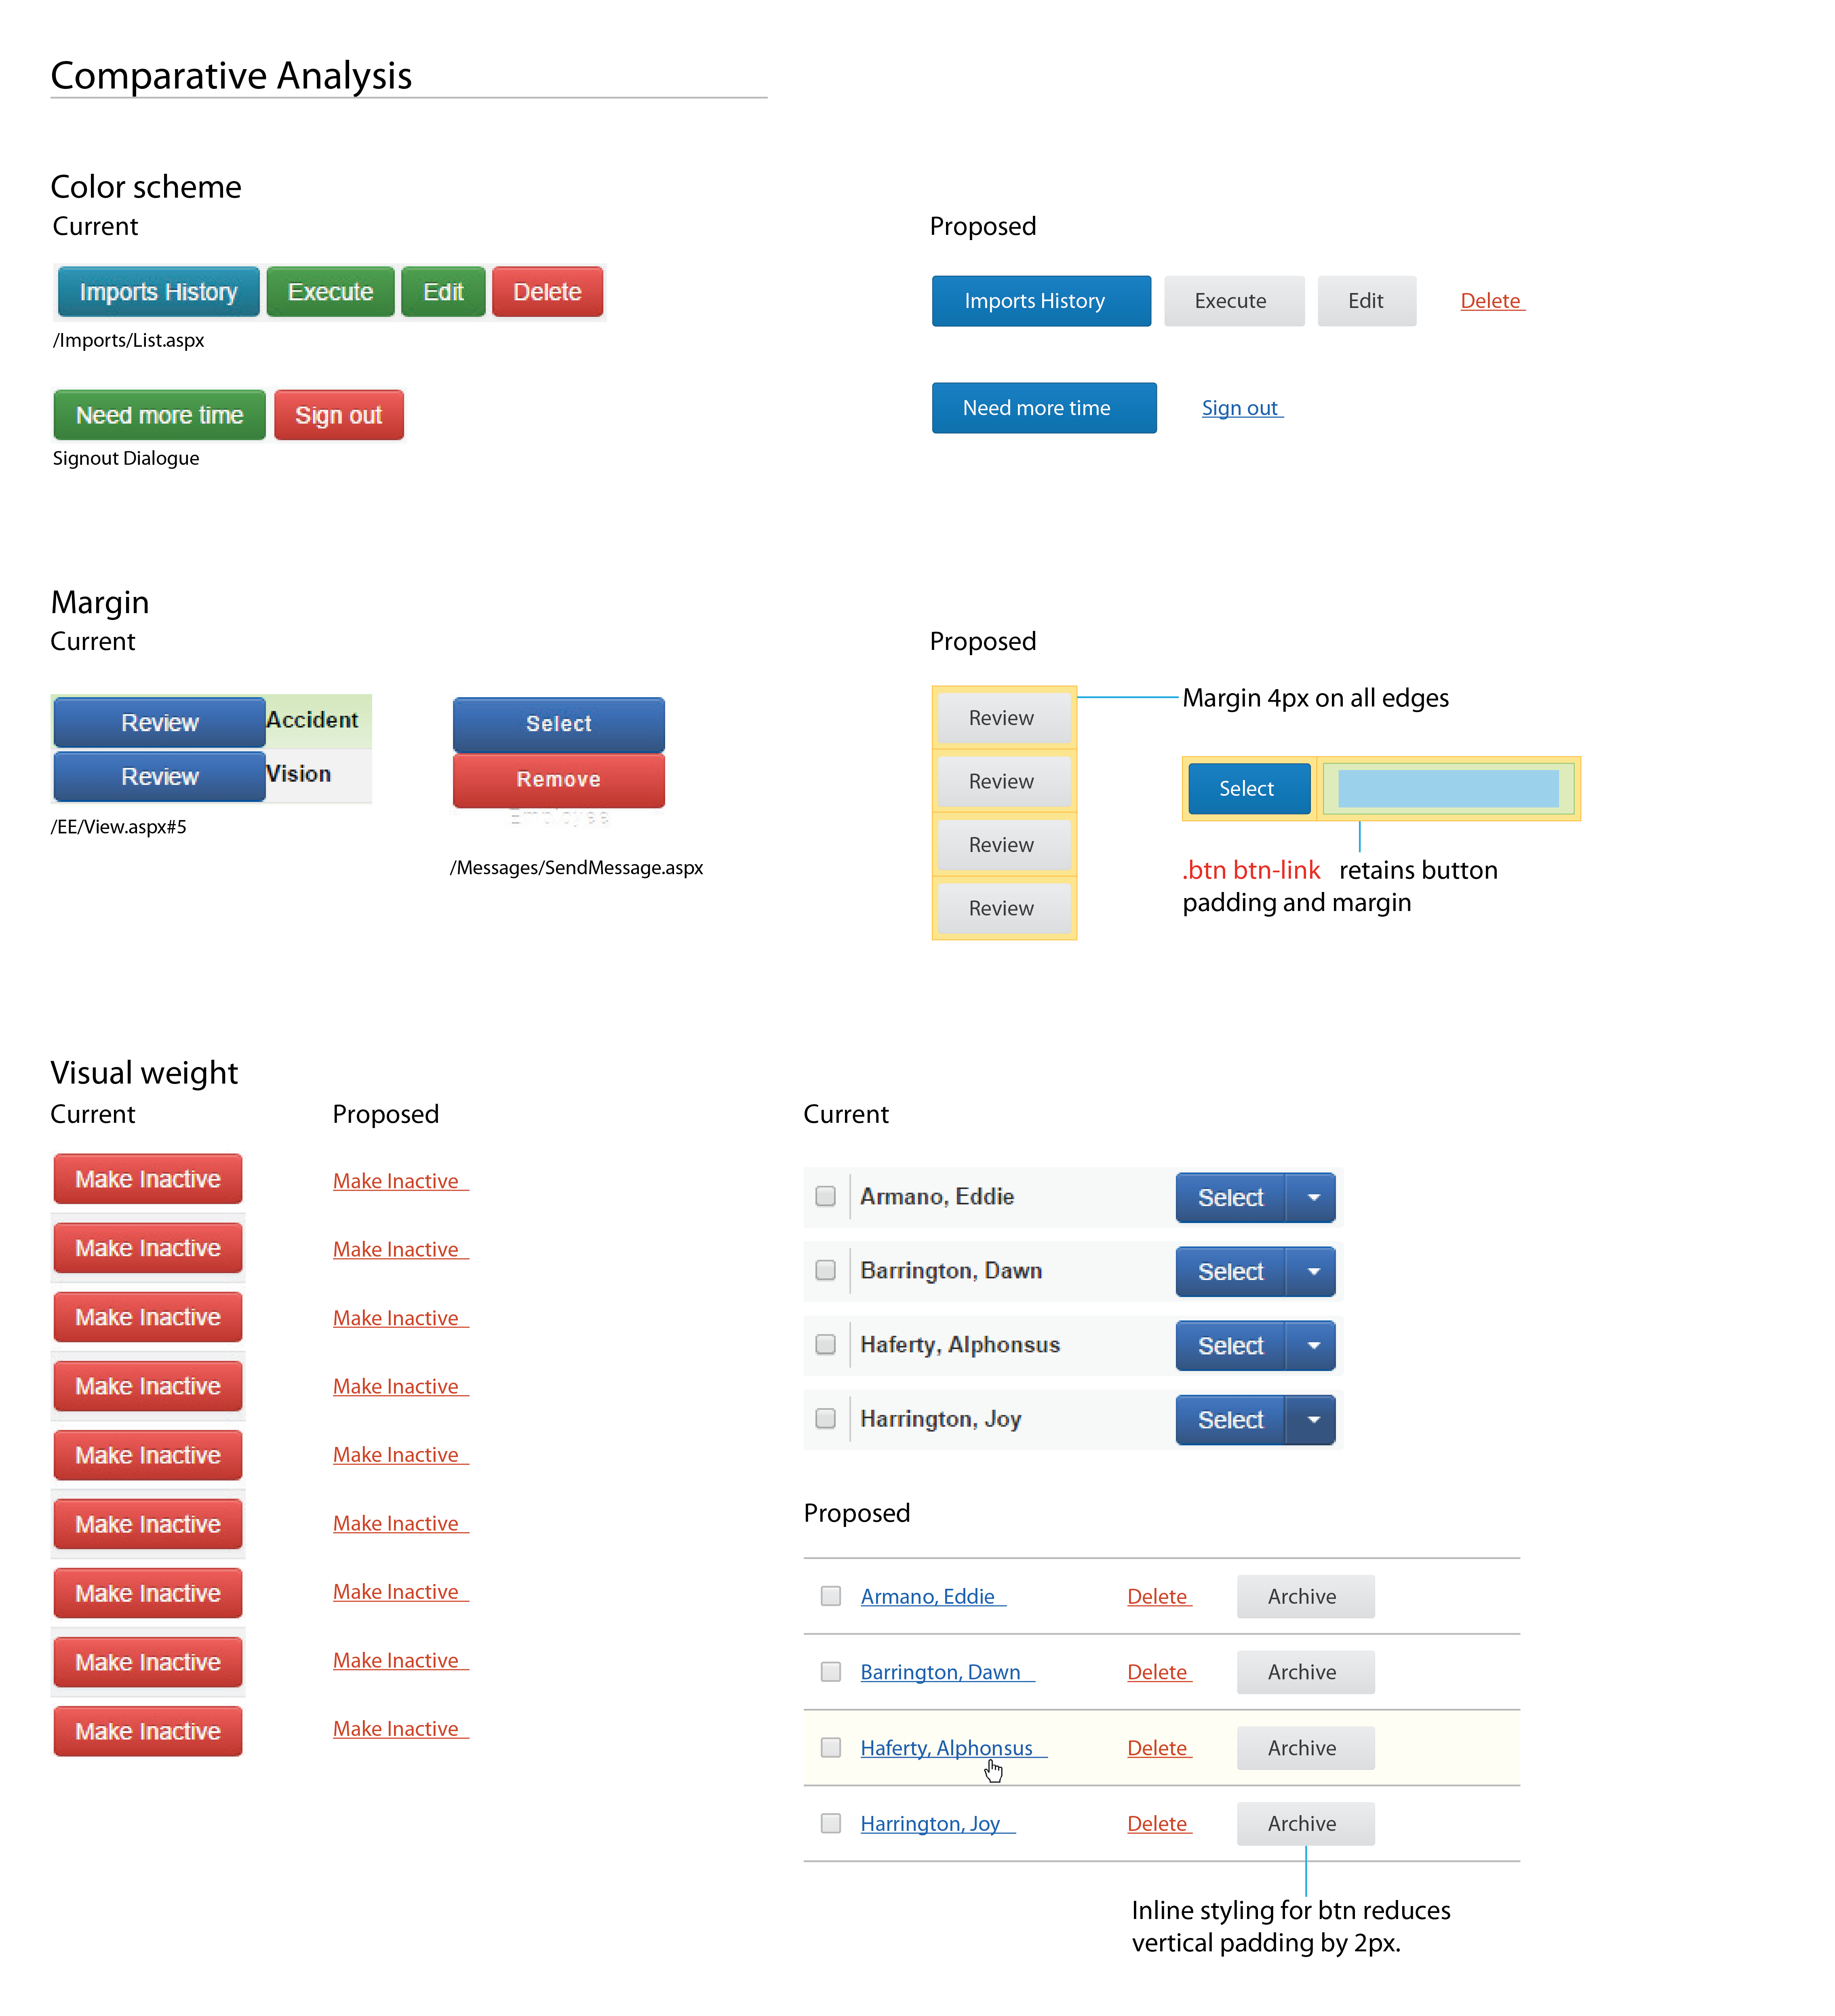 Comparative Analysis
Color scheme
Current
Imports History Execute Edit Delete
/Imports/List.aspx
Need more time Sign out
Signout Dialogue
Proposed
Imports History Execute Edit Delete
Need more time Sign out
Margin
Current
Review Accident
Review Vision
/EE/View.aspx#5
Select
Remove
Employee
/Messages/SendMessage.aspx
Proposed
Review
Review
Review
Review
Margin 4px on all edges
Select
.btn btn-link retains button
padding and margin
Visual weight
Current
Make Inactive
Make Inactive
Make Inactive
Make Inactive
Make Inactive
Make Inactive
Make Inactive
Make Inactive
Make Inactive
Proposed
Make Inactive
Make Inactive
Make Inactive
Make Inactive
Make Inactive
Make Inactive
Make Inactive
Make Inactive
Make Inactive
Current
Armano, Eddie Select
Barrington, Dawn Select
Haferty, Alphonsus Select
Harrington, Joy Select
Proposed
Armano, Eddie Delete Archive
Barrington, Dawn Delete Archive
Haferty, Alphonsus Delete Archive
Harrington, Joy Delete Archive
Inline styling for btn reduces
vertical padding by 2px.